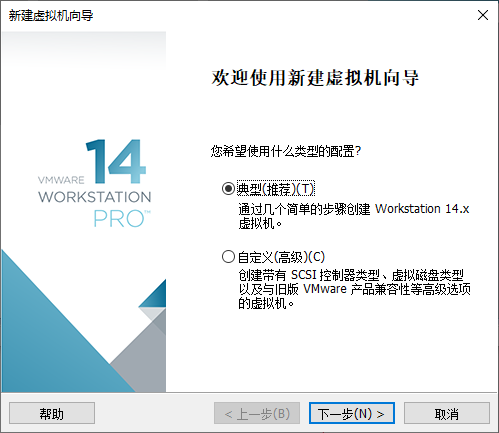 新建虚拟机向导
VMWARE 14
WORKSTATION
PRO™
欢迎使用新建虚拟机向导
您希望使用什么类型的配置?
典型(推荐)(T)
通过几个简单的步骤创建 Workstation 14.x
虚拟机。
自定义(高级)(C)
创建带有 SCSI 控制器类型、虚拟磁盘类型
以及与旧版 VMware 产品兼容性等高级选项
的虚拟机。
帮助
< 上一步(B)
下一步(N) >
取消